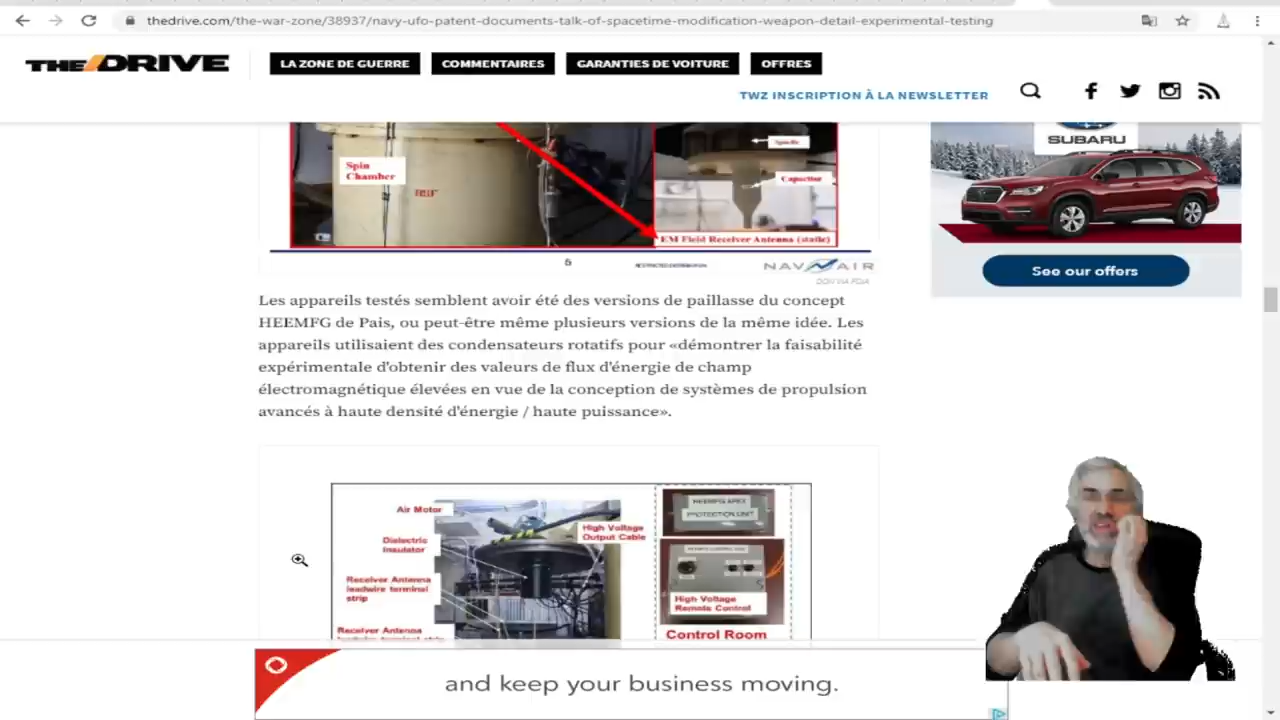 thedrive.com/the-war-zone/38937/navy-ufo-patent-documents-talk-of-spacetime-modification-weapon-detail-experimental-testing
THE/DRIVE
LA ZONE DE GUERRE
COMMENTAIRES
GARANTIES DE VOITURE
OFFRES
TWZ INSCRIPTION À LA NEWSLETTER
Spin
Chamber
Capacitor
EM Field Receiver Antenna (static)
NAVAIR
SUBARU
See our offers
Les appareils testés semblent avoir été des versions de paillasse du concept
HEEMFG de Pais, ou peut-être même plusieurs versions de la même idée. Les
appareils utilisaient des condensateurs rotatifs pour «démontrer la faisabilité
expérimentale d'obtenir des valeurs de flux d'énergie de champ
électromagnétique élevées en vue de la conception de systèmes de propulsion
avancés à haute densité d'énergie / haute puissance».
Air Motor
High Voltage
Output Cable
Dielectric
Insulator
Receiver Antenna
leadwire terminal
strip
Receiver Antenna
PROTECTION UNIT
High Voltage
Remote Control
Control Room
and keep your business moving.